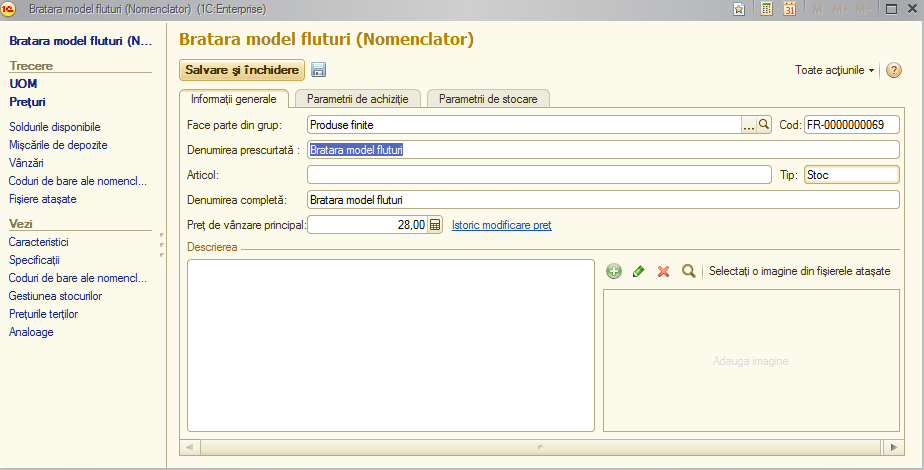 Bratara model fluturi (Nomenclator) (1C:Enterprise)
M M+ M-
Bratara model fluturi (N...
Trecere
UOM
Prețuri
Soldurile disponibile
Mișcările de depozite
Vânzări
Coduri de bare ale nomencl...
Fișiere atașate
Vezi
Caracteristici
Specificații
Coduri de bare ale nomencl...
Gestiunea stocurilor
Prețurile terților
Analoage
Bratara model fluturi (Nomenclator)
Salvare și închidere
Toate acțiunile
Informații generale
Parametrii de achiziție
Parametrii de stocare
Face parte din grup: Produse finite ... Cod: FR-0000000069
Denumirea prescurtată : Bratara model fluturi
Articol: Tip: Stoc
Denumirea completă: Bratara model fluturi
Preț de vânzare principal: 28,00 Istoric modificare preț
Descrierea
Selectați o imagine din fișierele atașate
Adauga imagine